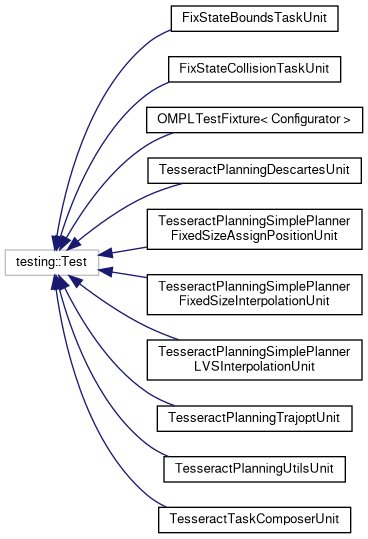 FixStateBoundsTaskUnit
FixStateCollisionTaskUnit
OMPLTestFixture< Configurator >
TesseractPlanningDescartesUnit
TesseractPlanningSimplePlanner
FixedSizeAssignPositionUnit
testing::Test
TesseractPlanningSimplePlanner
FixedSizeInterpolationUnit
TesseractPlanningSimplePlanner
LVSInterpolationUnit
TesseractPlanningTrajoptUnit
TesseractPlanningUtilsUnit
TesseractTaskComposerUnit